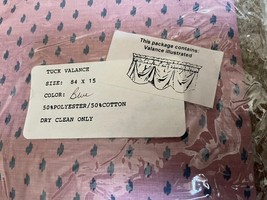 This package contains:
Valance illustrated
TUCK VALANCE
SIZE: 84 X 15
COLOR: Blue
50%POLYESTER/50%COTTON
DRY CLEAN ONLY